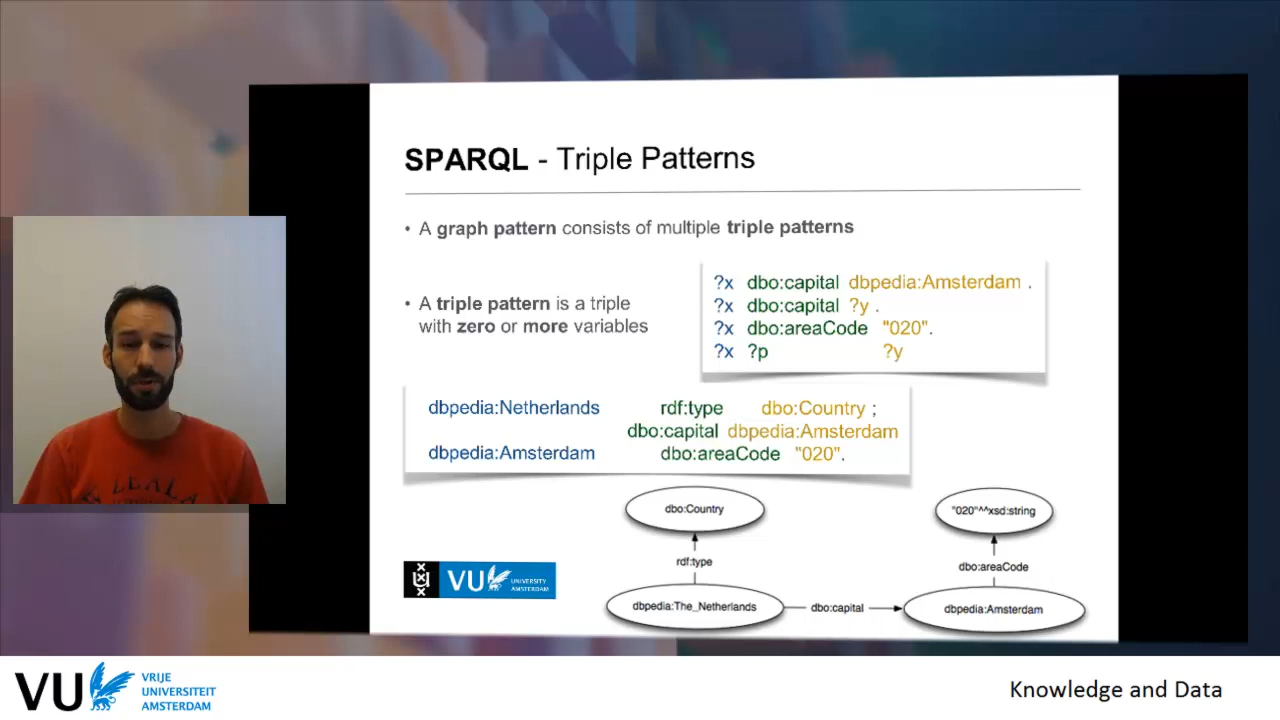 SPARQL - Triple Patterns
• A graph pattern consists of multiple triple patterns
• A triple pattern is a triple
with zero or more variables
?x dbo:capital dbpedia:Amsterdam .
?x dbo:capital ?y .
?x dbo:areaCode "020".
?x ?p ?y
dbpedia:Netherlands rdf:type dbo:Country ;
dbo:capital dbpedia:Amsterdam
dbpedia:Amsterdam dbo:areaCode "020".
dbo:Country
"020"^^xsd:string
rdf:type
dbo:areaCode
dbpedia:The_Netherlands
dbo:capital
dbpedia:Amsterdam
VU UNIVERSITY
AMSTERDAM
VU VRIJE
UNIVERSITEIT
AMSTERDAM
Knowledge and Data